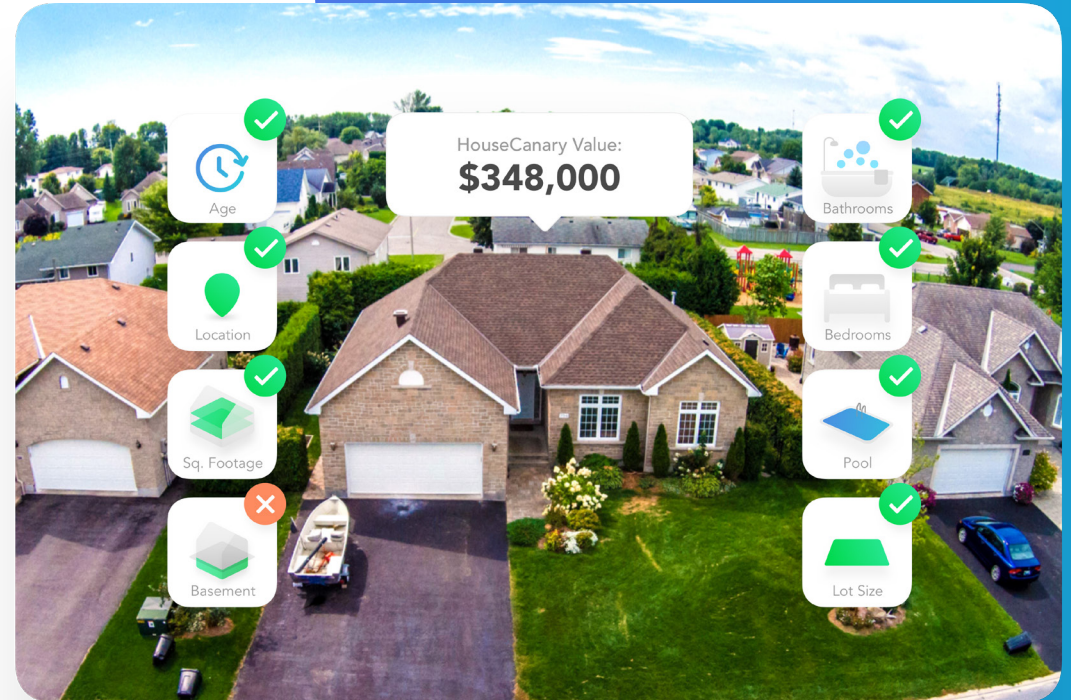 HouseCanary Value:
$348,000
Age
Location
Sq. Footage
Basement
Bathrooms
Bedrooms
Pool
Lot Size